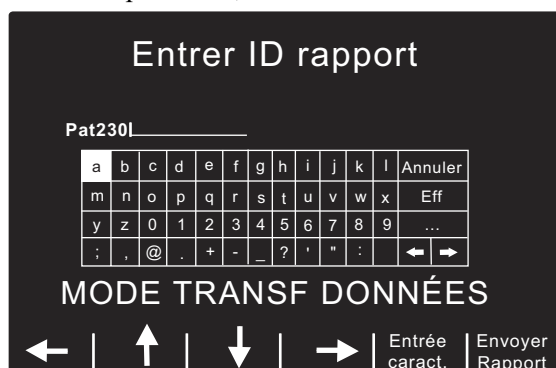 Entrer ID rapport
Pat230
a b c d e f g h i j k l Annuler
m n o p q r s t u v w x Eff
y z 0 1 2 3 4 5 6 7 8 9 ...
; , @ . + - _ ? ' " :
MODE TRANSF DONNÉES
Entrée caract.
Envoyer Rapport